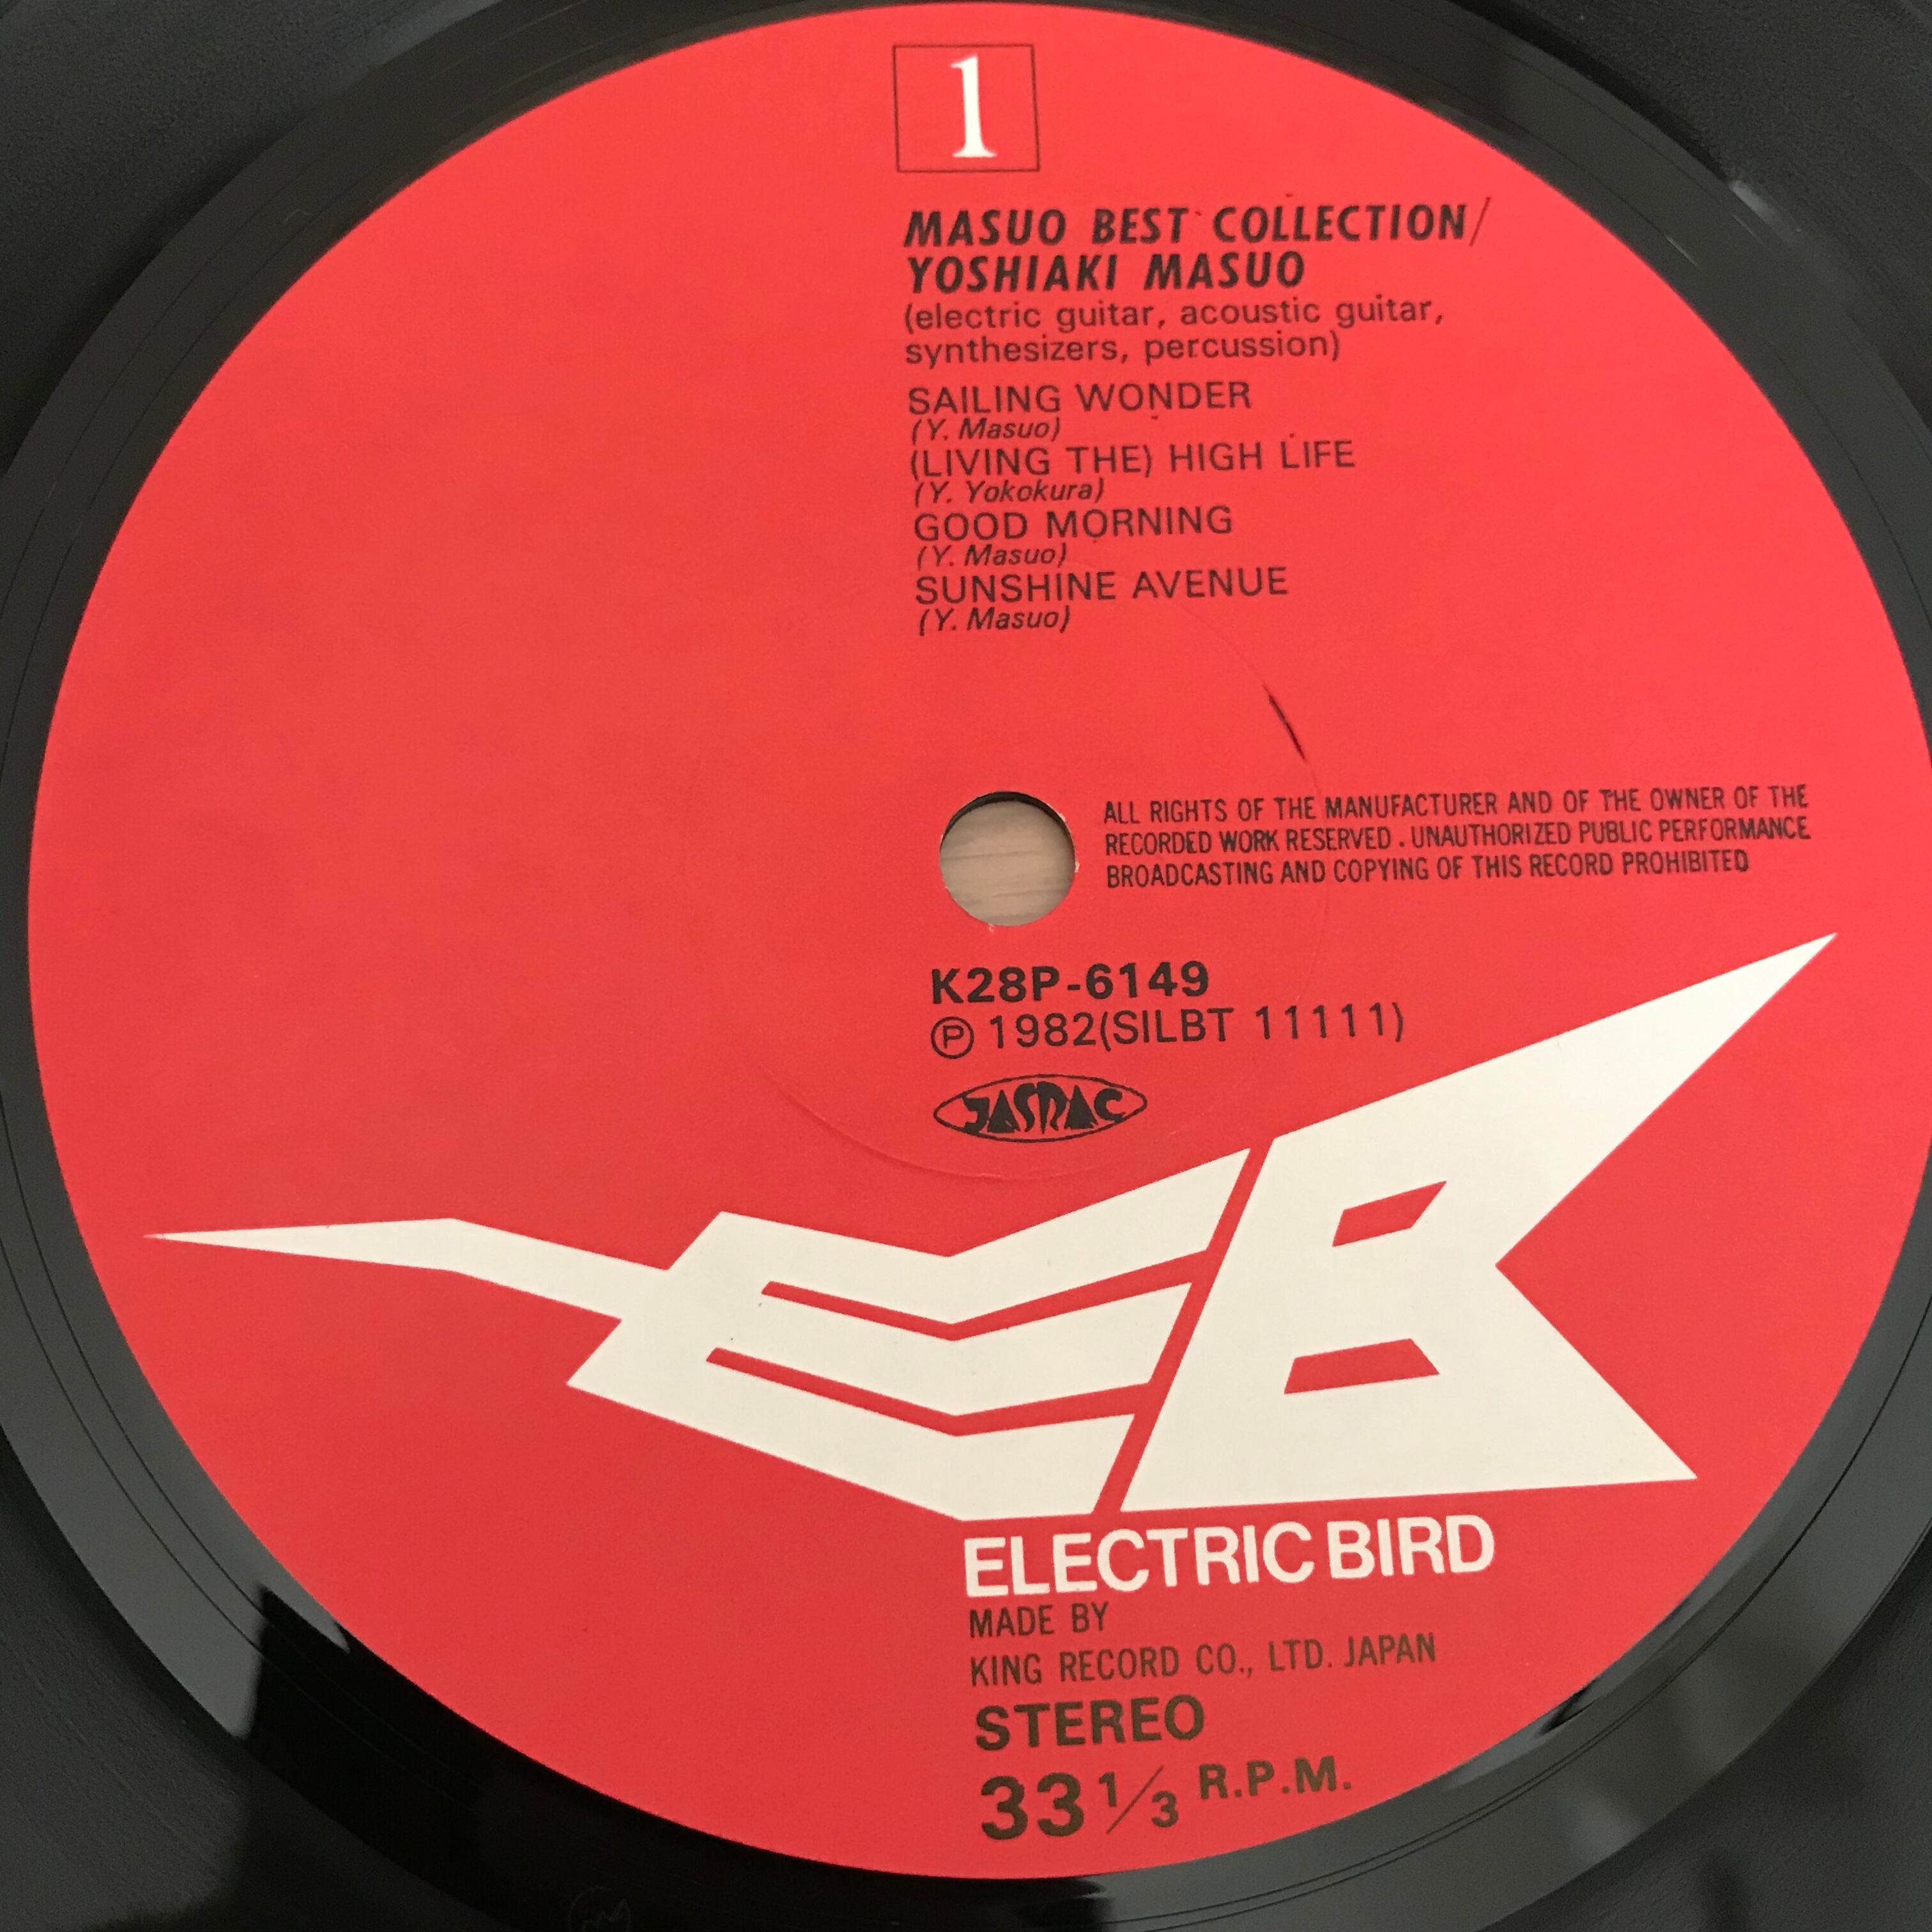 1
MASUO BEST COLLECTION/
YOSHIAKI MASUO
(electric guitar, acoustic guitar,
synthesizers, percussion)
SAILING WONDER
(Y. Masuo)
(LIVING THE) HIGH LIFE
(Y. Yokokura)
GOOD MORNING
(Y. Masuo)
SUNSHINE AVENUE
(Y. Masuo)
ALL RIGHTS OF THE MANUFACTURER AND OF THE OWNER OF THE
RECORDED WORK RESERVED . UNAUTHORIZED PUBLIC PERFORMANCE
BROADCASTING AND COPYING OF THIS RECORD PROHIBITED
K28P-6149
Ⓟ 1982(SILBT 11111)
JASRAC
EB
ELECTRIC BIRD
MADE BY
KING RECORD CO., LTD. JAPAN
STEREO
33 1/3 R.P.M.